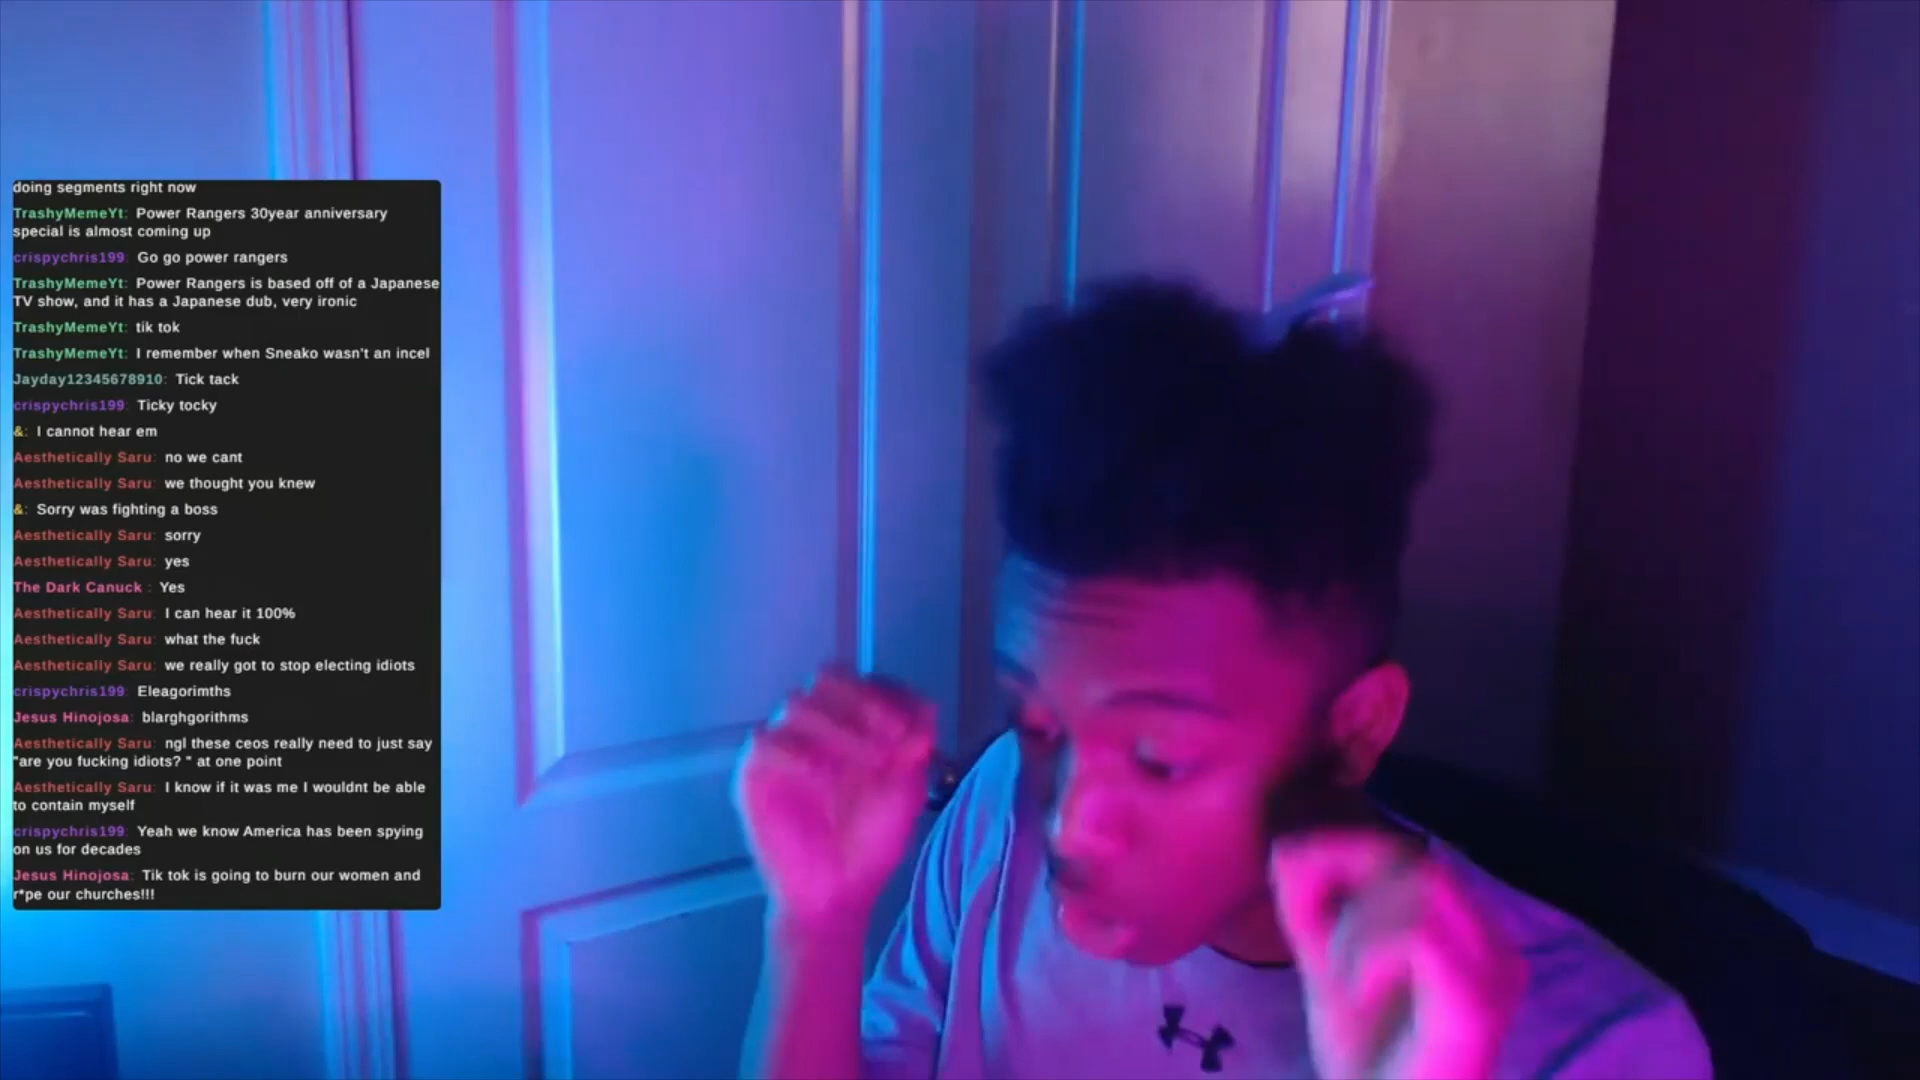 doing segments right now
TrashyMemeYt: Power Rangers 30year anniversary
special is almost coming up
crispychris199: Go go power rangers
TrashyMemeYt: Power Rangers is based off of a Japanese
TV show, and it has a Japanese dub, very ironic
TrashyMemeYt: tik tok
TrashyMemeYt: I remember when Sneako wasn't an incel
Jayday12345678910: Tick tack
crispychris199: Ticky tocky
&: I cannot hear em
Aesthetically Saru: no we cant
Aesthetically Saru: we thought you knew
&: Sorry was fighting a boss
Aesthetically Saru: sorry
Aesthetically Saru: yes
The Dark Canuck : Yes
Aesthetically Saru: I can hear it 100%
Aesthetically Saru: what the fuck
Aesthetically Saru: we really got to stop electing idiots
crispychris199: Eleagorimths
Jesus Hinojosa: blarghgorithms
Aesthetically Saru: ngl these ceos really need to just say
"are you fucking idiots? " at one point
Aesthetically Saru: I know if it was me I wouldnt be able
to contain myself
crispychris199: Yeah we know America has been spying
on us for decades
Jesus Hinojosa: Tik tok is going to burn our women and
r*pe our churches!!!